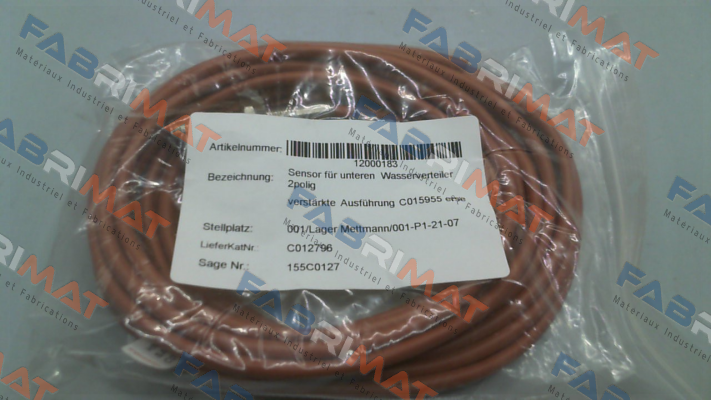 Artikelnummer:
12000183
Bezeichnung: Sensor für unteren Wasserverteiler
2polig
verstärkte Ausführung C015955
Stellplatz: 001/Lager Mettmann/001-P1-21-07
LieferKatNr: C012796
Sage Nr.: 155C0127
FABRIMAT
Materiaux Industriel et Fabrications